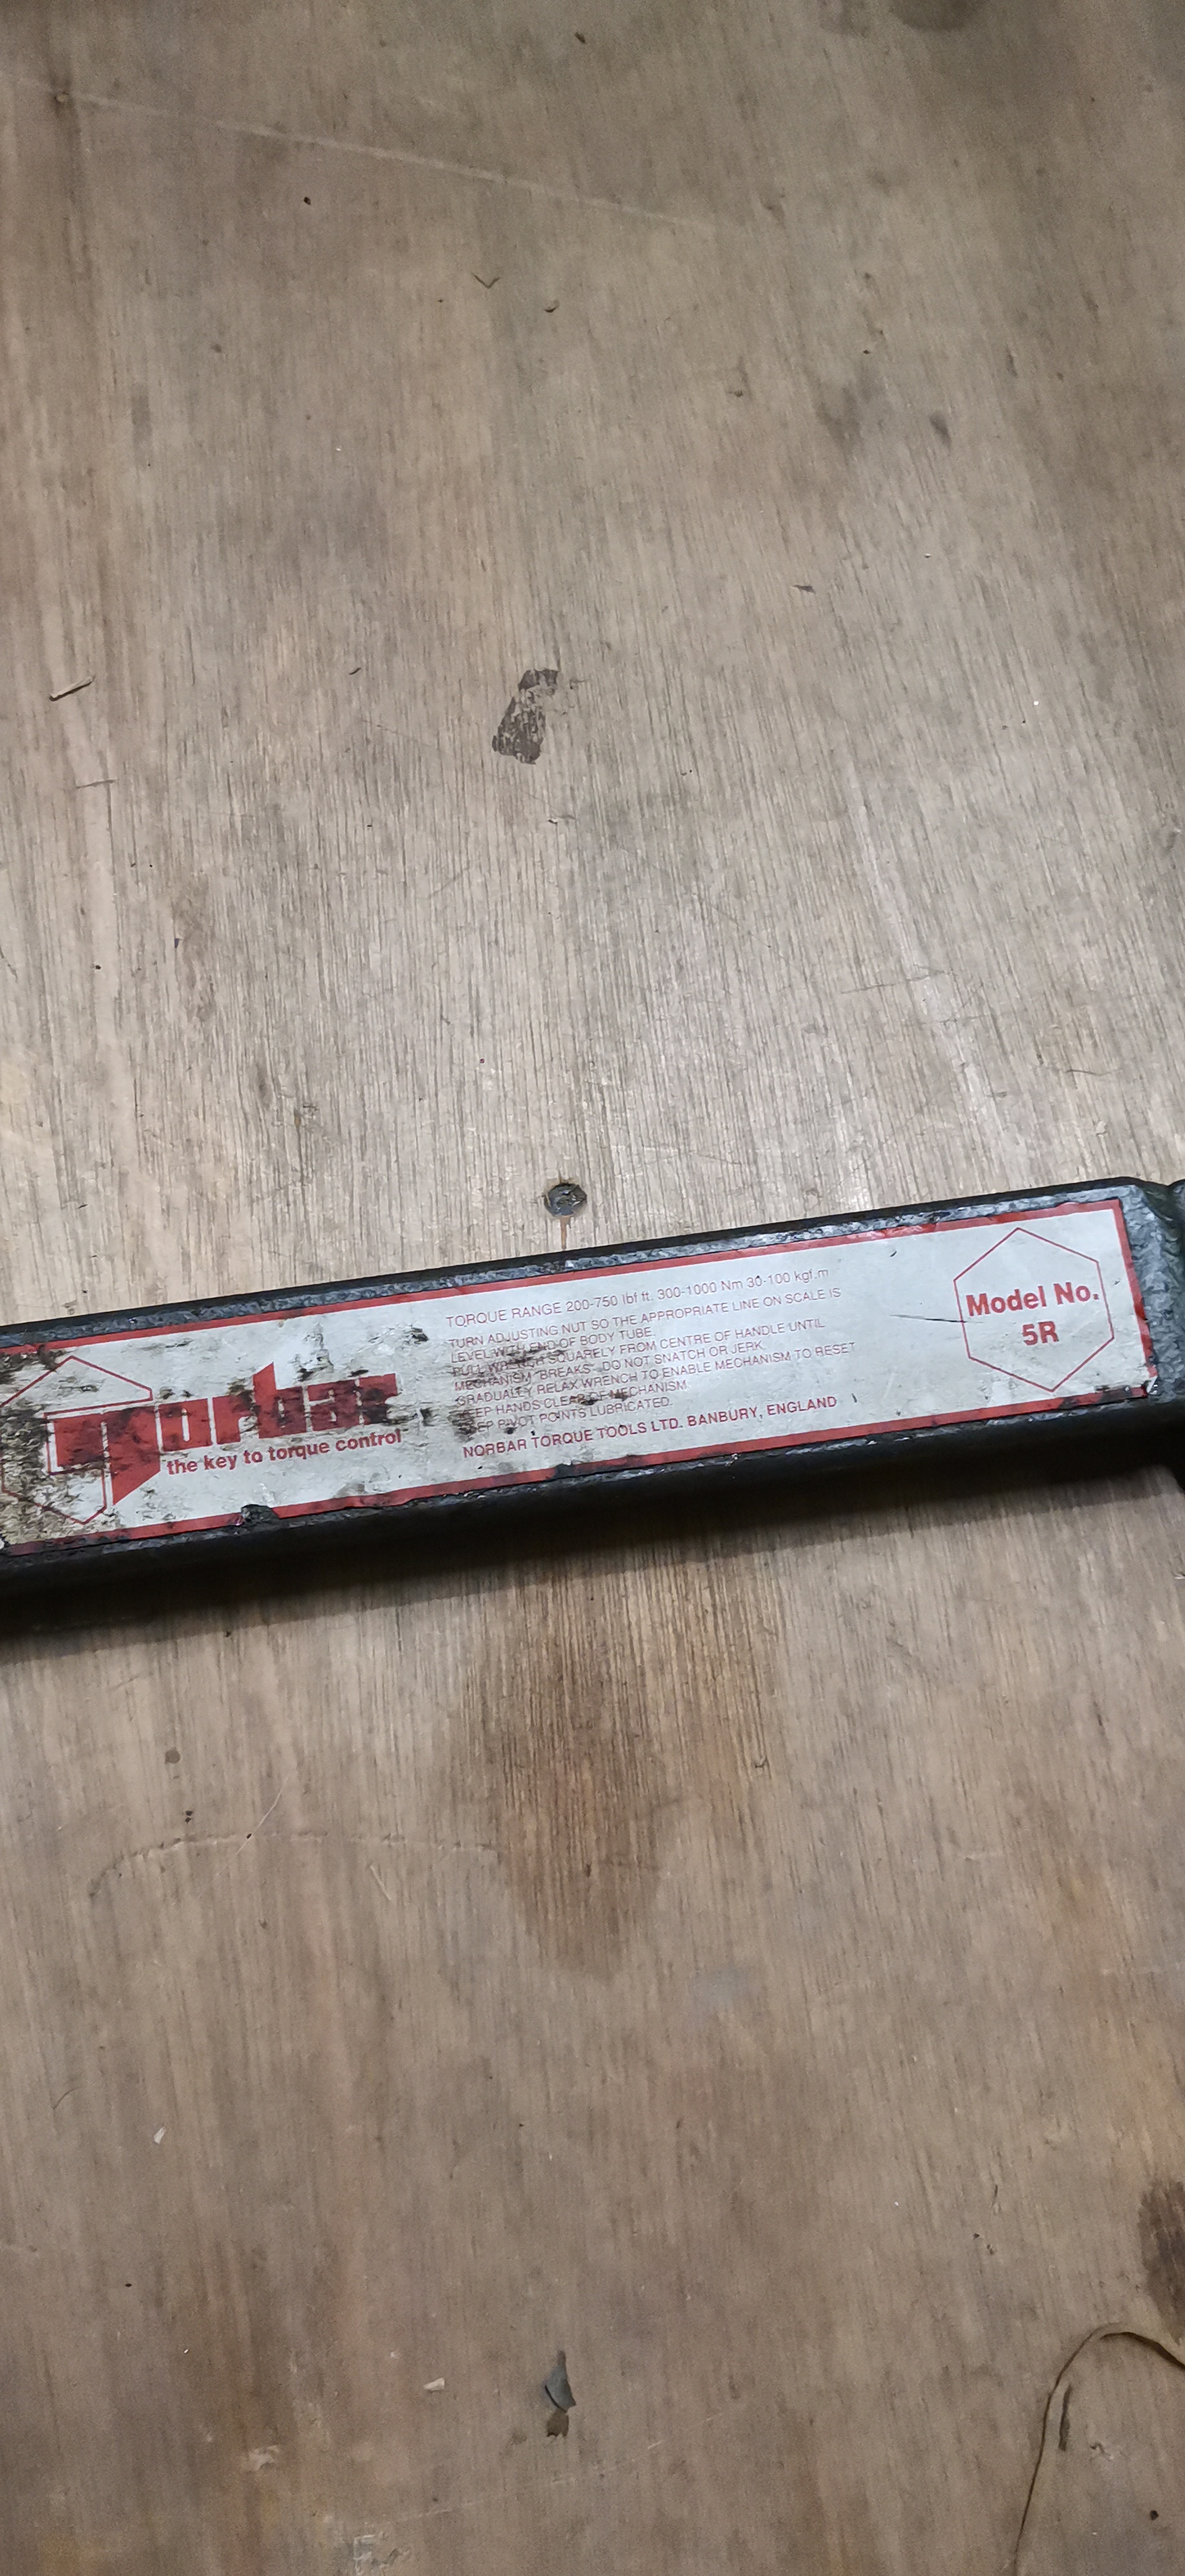 norbar
the key to torque control
TORQUE RANGE 200-750 lbf ft. 300-1000 Nm 30-100 kgf.m
TURN ADJUSTING NUT SO THE APPROPRIATE LINE ON SCALE IS
LEVEL WITH END OF BODY TUBE.
PULL WRENCH SQUARELY FROM CENTRE OF HANDLE UNTIL
MECHANISM "BREAKS". DO NOT SNATCH OR JERK.
GRADUALLY RELAX WRENCH TO ENABLE MECHANISM TO RESET
KEEP HANDS CLEAR OF MECHANISM
KEEP PIVOT POINTS LUBRICATED.
NORBAR TORQUE TOOLS LTD. BANBURY, ENGLAND
Model No.
5R